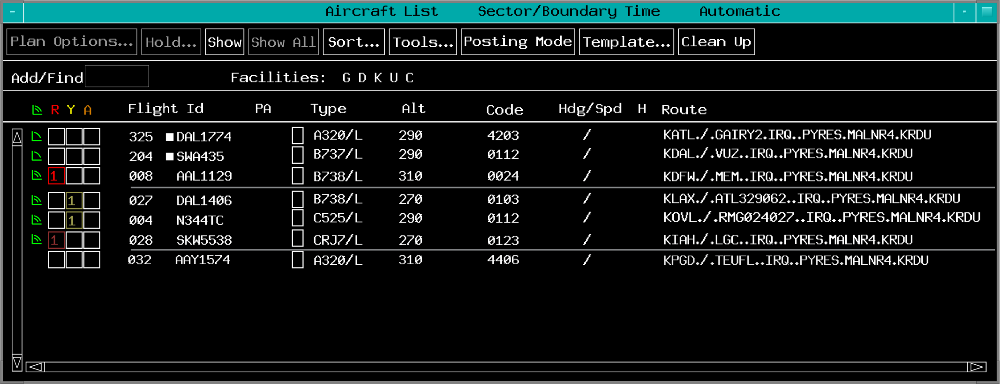 Aircraft List Sector/Boundary Time Automatic
Plan Options... Hold... Show Show All Sort... Tools... Posting Mode Template... Clean Up
Add/Find Facilities: G D K U C
R Y A Flight Id PA Type Alt Code Hdg/Spd H Route
325 DAL1774 A320/L 290 4203 / KATL./.GAIRY2.IRQ..PYRES.MALNR4.KRDU
204 SWA435 B737/L 290 0112 / KDAL./.VUZ..IRQ..PYRES.MALNR4.KRDU
1 008 AAL1129 B738/L 310 0024 / KDFW./.MEM..IRQ..PYRES.MALNR4.KRDU
1 027 DAL1406 B738/L 270 0103 / KLAX./.ATL329062..IRQ..PYRES.MALNR4.KRDU
1 004 N344TC C525/L 290 0112 / KOVL./.RMG024027..IRQ..PYRES.MALNR4.KRDU
1 028 SKW5538 CRJ7/L 270 0123 / KIAH./.LGC..IRQ..PYRES.MALNR4.KRDU
032 AAY1574 A320/L 310 4406 / KPGD./.TEUFL..IRQ..PYRES.MALNR4.KRDU